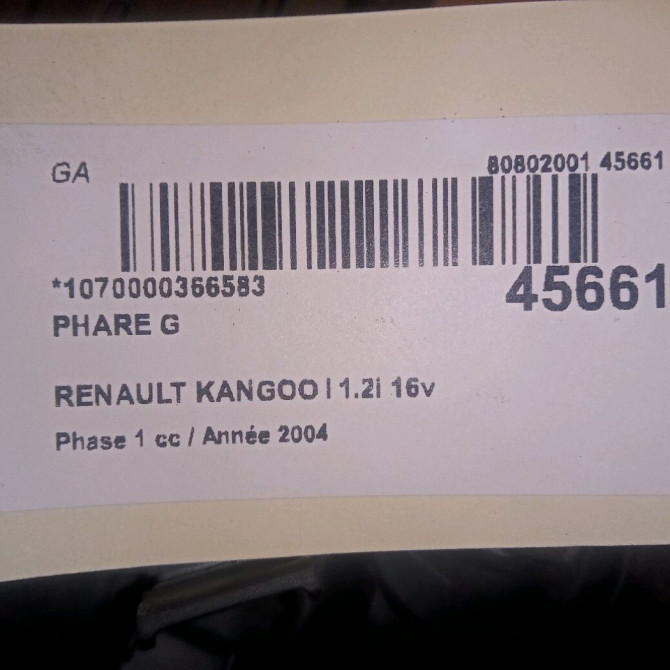 GA
80802001 45661
*1070000366583
45661
PHARE G
RENAULT KANGOO I 1.2i 16v
Phase 1 cc / Année 2004